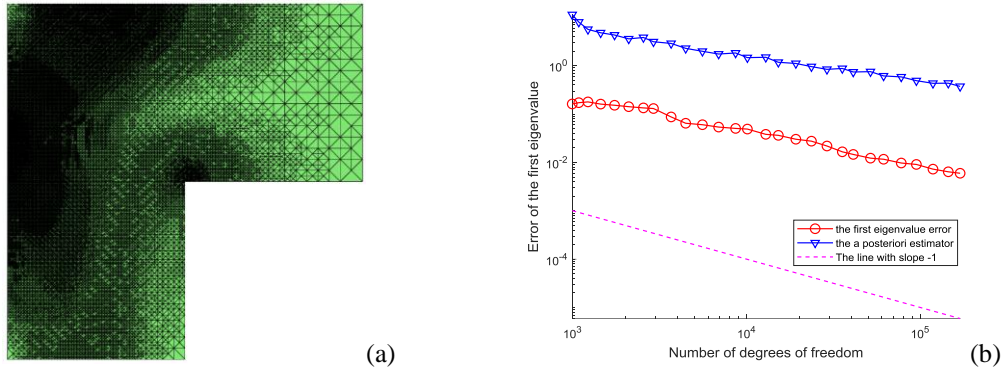 (a)
Error of the first eigenvalue
10^0
10^-2
10^-4
the first eigenvalue error
the a posteriori estimator
The line with slope -1
10^3
10^4
10^5
Number of degrees of freedom
(b)